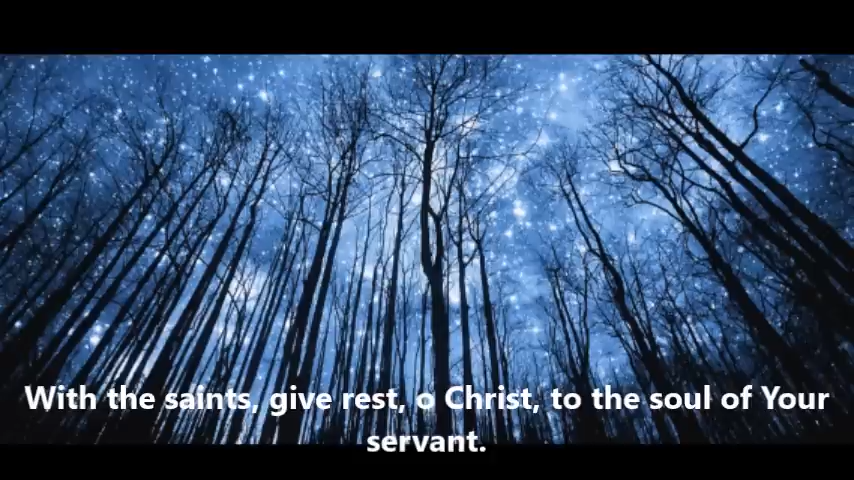 With the saints, give rest, o Christ, to the soul of Your
servant.